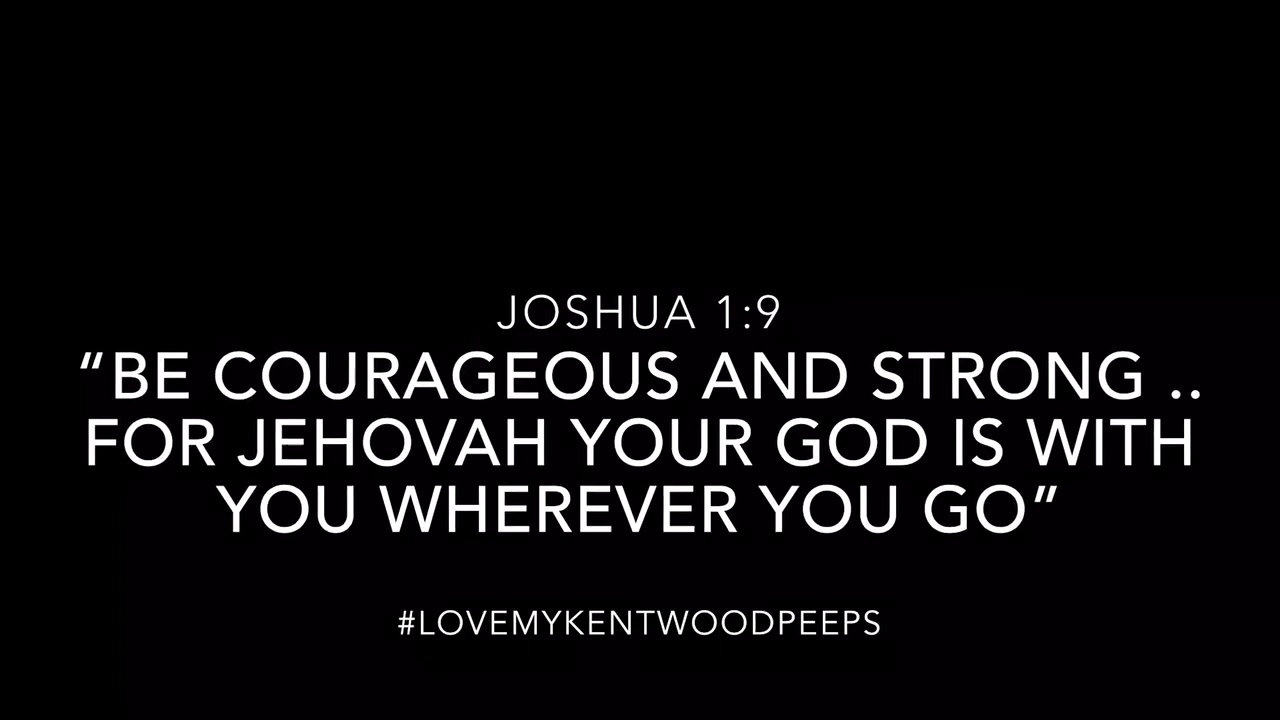 JOSHUA 1:9
“BE COURAGEOUS AND STRONG ..
FOR JEHOVAH YOUR GOD IS WITH
YOU WHEREVER YOU GO”
#LOVEMYKENTWOODPEEPS